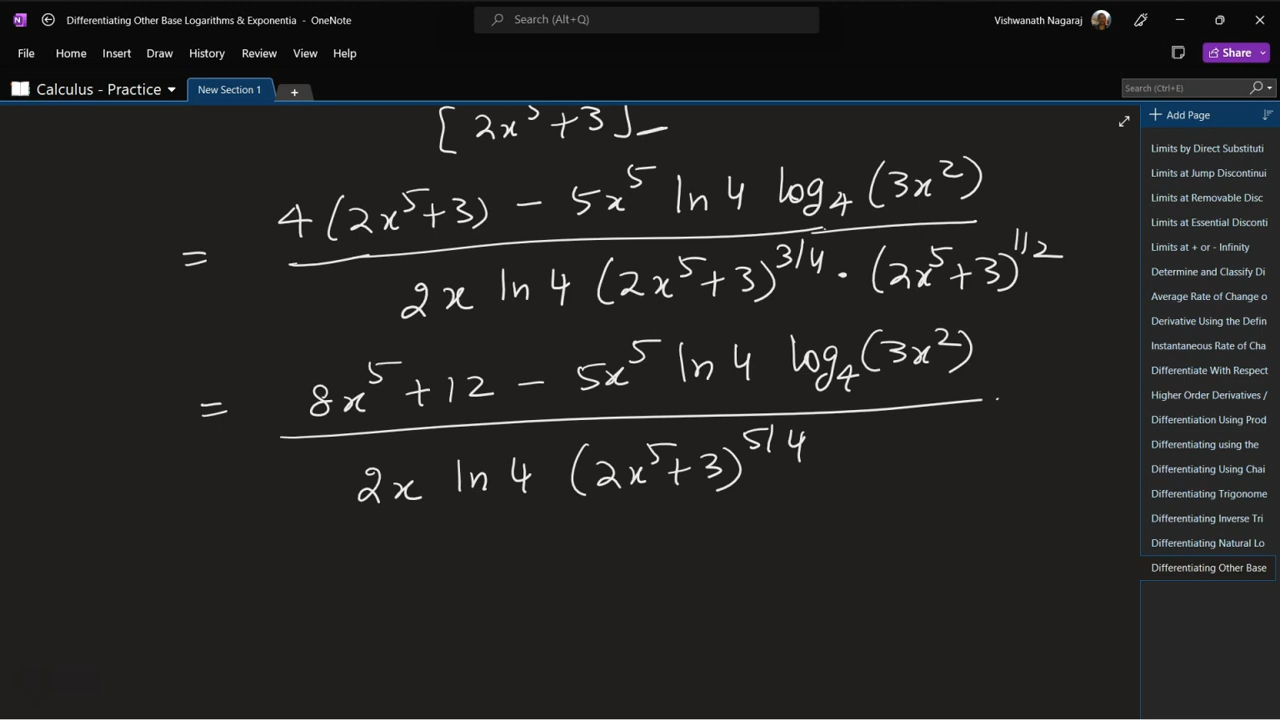 Differentiating Other Base Logarithms & Exponentia - OneNote
Search (Alt+Q)
Vishwanath Nagaraj
File Home Insert Draw History Review View Help
Share
Calculus - Practice
New Section 1
+
Search (Ctrl+E)
Add Page
Limits by Direct Substituti
Limits at Jump Discontinui
Limits at Removable Disc
Limits at Essential Disconti
Limits at + or - Infinity
Determine and Classify Di
Average Rate of Change o
Derivative Using the Defin
Instantaneous Rate of Cha
Differentiate With Respect
Higher Order Derivatives /
Differentiation Using Prod
Differentiating using the
Differentiating Using Chai
Differentiating Trigonome
Differentiating Inverse Tri
Differentiating Natural Lo
Differentiating Other Base
[2x⁵+3]
4(2x⁵+3) - 5x⁵ ln 4 log₄(3x²)
= 2x ln 4 (2x⁵+3)^3/4 · (2x⁵+3)^1/2
8x⁵+12 - 5x⁵ ln 4 log₄(3x²)
= 2x ln 4 (2x⁵+3)^5/4